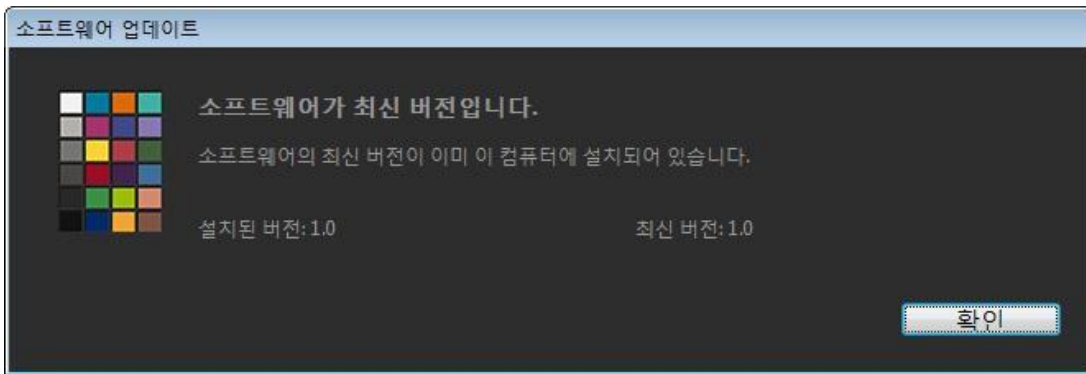 소프트웨어 업데이트
소프트웨어가 최신 버전입니다.
소프트웨어의 최신 버전이 이미 이 컴퓨터에 설치되어 있습니다.
설치된 버전: 1.0 최신 버전: 1.0
확인